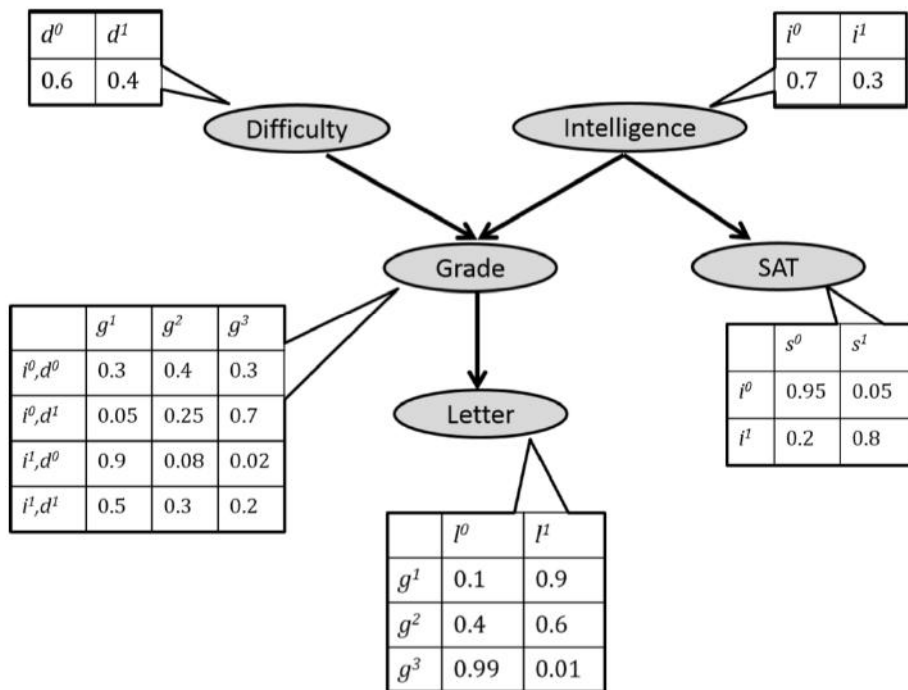 d⁰ d¹
0.6 0.4
i⁰ i¹
0.7 0.3
Difficulty
Intelligence
Grade
SAT
g¹ g² g³
i⁰,d⁰ 0.3 0.4 0.3
i⁰,d¹ 0.05 0.25 0.7
i¹,d⁰ 0.9 0.08 0.02
i¹,d¹ 0.5 0.3 0.2
s⁰ s¹
i⁰ 0.95 0.05
i¹ 0.2 0.8
Letter
l⁰ l¹
g¹ 0.1 0.9
g² 0.4 0.6
g³ 0.99 0.01